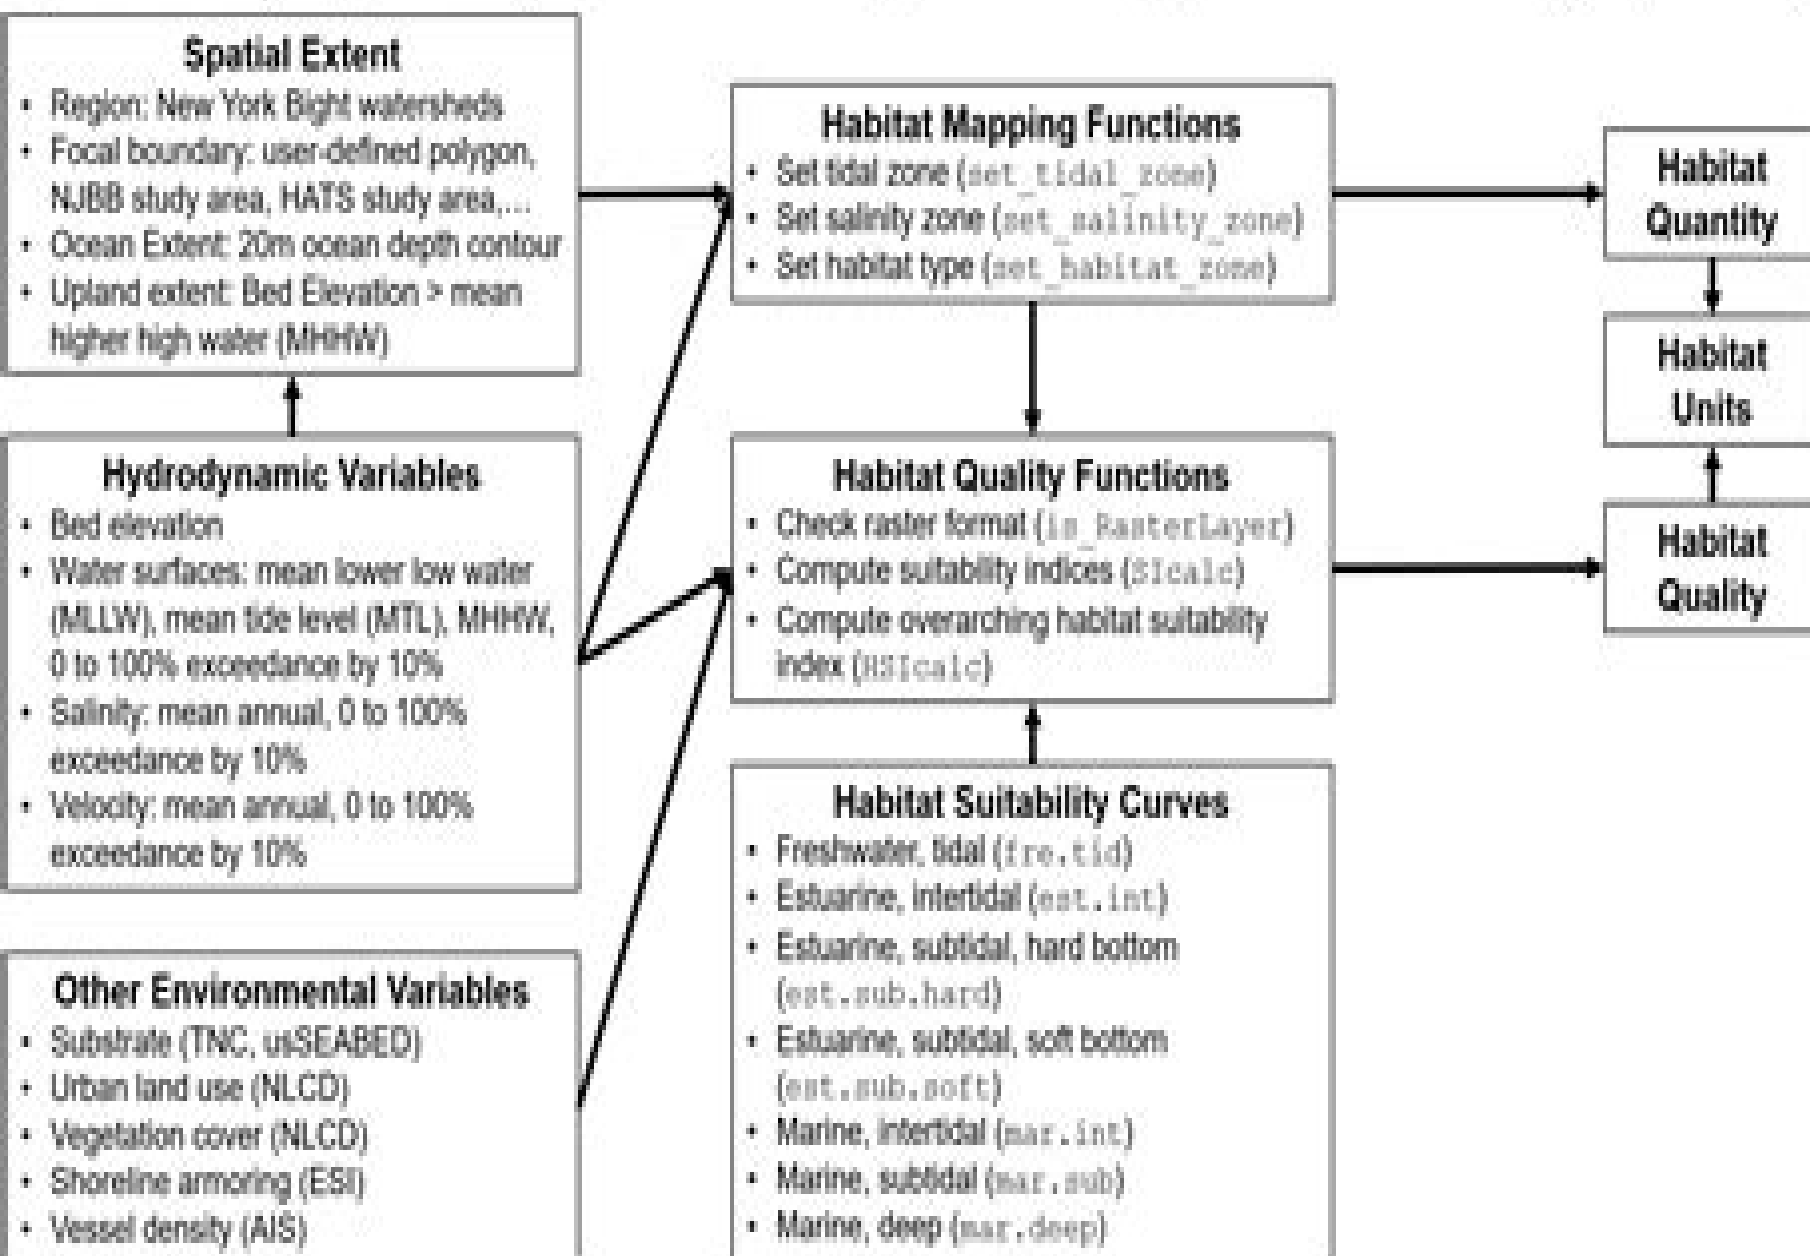 Spatial Extent
• Region: New York Bight watersheds
• Focal boundary: user-defined polygon,
NJBB study area, HATS study area,...
• Ocean Extent: 20m ocean depth contour
• Upland extent: Bed Elevation > mean
higher high water (MHHW)
Hydrodynamic Variables
• Bed elevation
• Water surfaces: mean lower low water
(MLLW), mean tide level (MTL), MHHW,
0 to 100% exceedance by 10%
• Salinity: mean annual, 0 to 100%
exceedance by 10%
• Velocity: mean annual, 0 to 100%
exceedance by 10%
Other Environmental Variables
• Substrate (TNC, usSEABED)
• Urban land use (NLCD)
• Vegetation cover (NLCD)
• Shoreline armoring (ESI)
• Vessel density (AIS)
Habitat Mapping Functions
• Set tidal zone (set_tidal_zone)
• Set salinity zone (set_salinity_zone)
• Set habitat type (set_habitat_zone)
Habitat Quality Functions
• Check raster format (is_RasterLayer)
• Compute suitability indices (SIcalc)
• Compute overarching habitat suitability
index (HSIcalc)
Habitat Suitability Curves
• Freshwater, tidal (fre.tid)
• Estuarine, intertidal (est.int)
• Estuarine, subtidal, hard bottom
(est.sub.hard)
• Estuarine, subtidal, soft bottom
(est.sub.soft)
• Marine, intertidal (mar.int)
• Marine, subtidal (mar.sub)
• Marine, deep (mar.deep)
Habitat
Quantity
Habitat
Units
Habitat
Quality